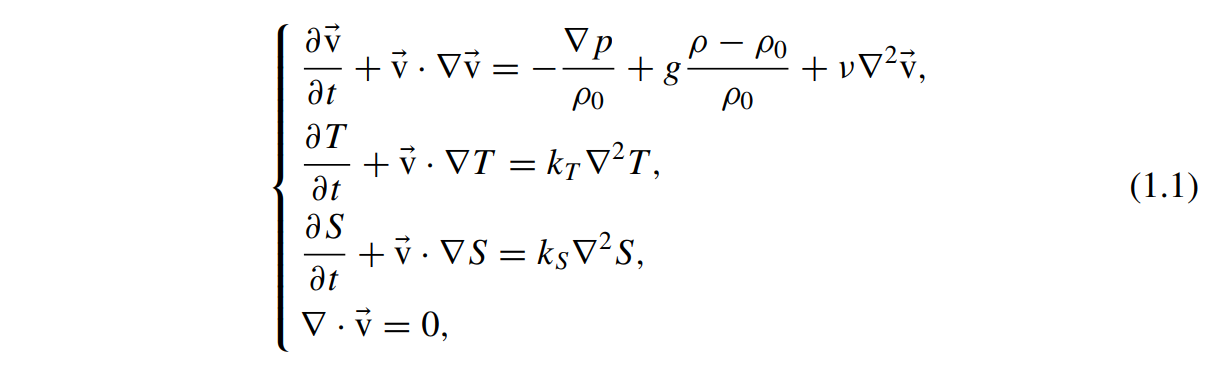 ∂v⃗/∂t + v⃗ · ∇v⃗ = −∇p/ρ₀ + g (ρ − ρ₀)/ρ₀ + ν∇²v⃗,
∂T/∂t + v⃗ · ∇T = k_T ∇²T,
∂S/∂t + v⃗ · ∇S = k_S ∇²S,
∇ · v⃗ = 0,
(1.1)